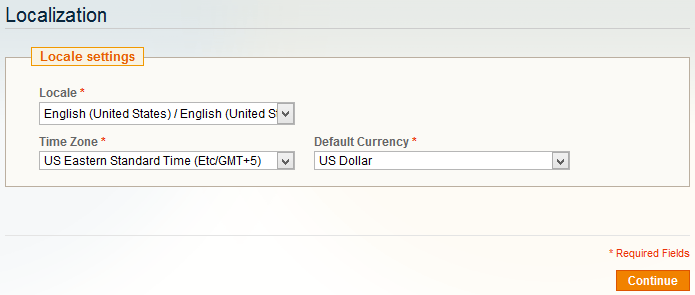 Localization
Locale settings
Locale *
English (United States) / English (United St
Time Zone *
Default Currency *
US Eastern Standard Time (Etc/GMT+5)
US Dollar
* Required Fields
Continue